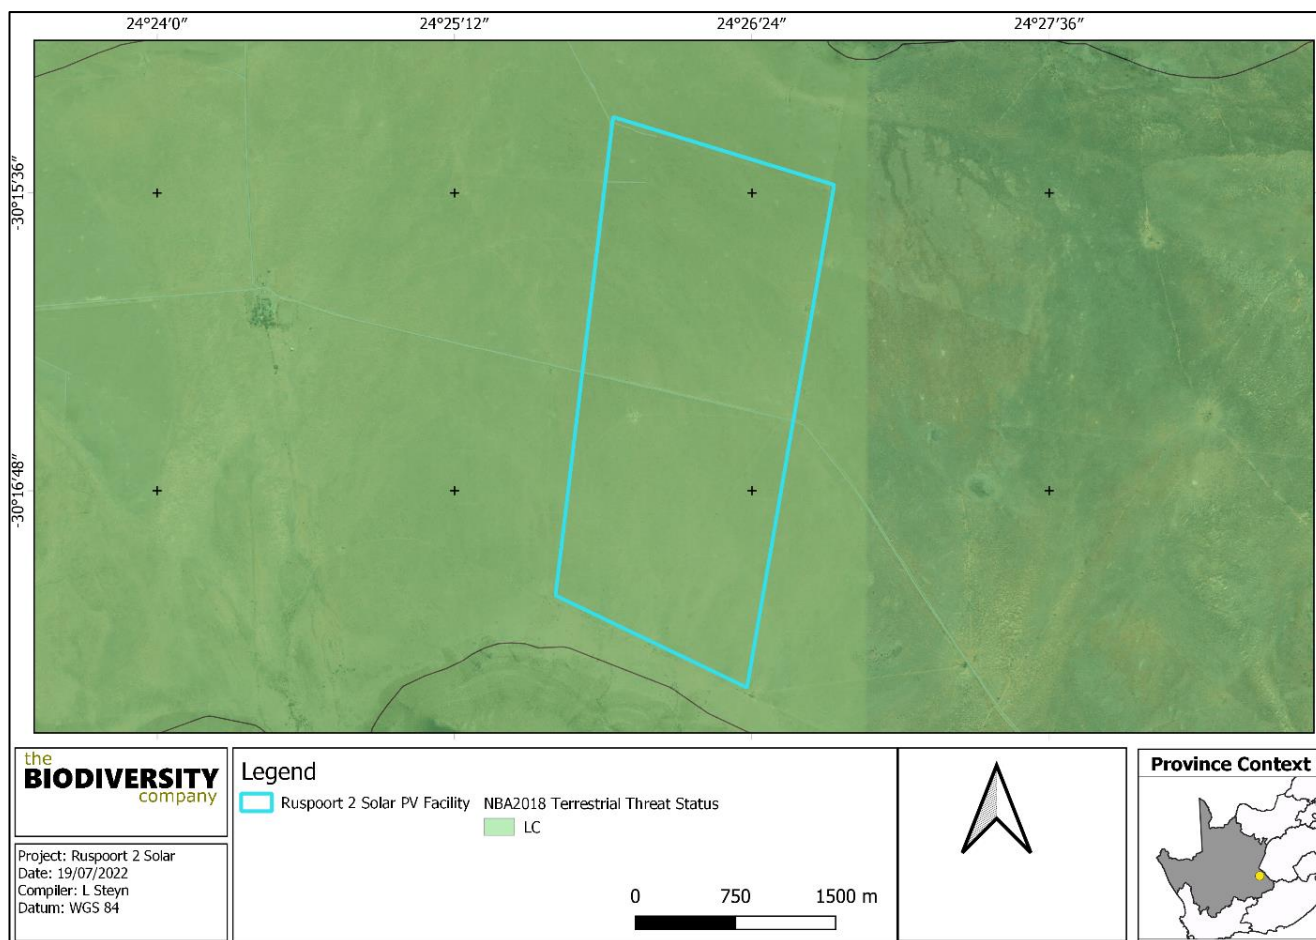 24°24′0″ 24°25′12″ 24°26′24″ 24°27′36″
-30°15′36″
-30°16′48″
the
BIODIVERSITY
company
Project: Ruspoort 2 Solar
Date: 19/07/2022
Compiler: L Steyn
Datum: WGS 84
Legend
Ruspoort 2 Solar PV Facility NBA2018 Terrestrial Threat Status
LC
0 750 1500 m
Province Context